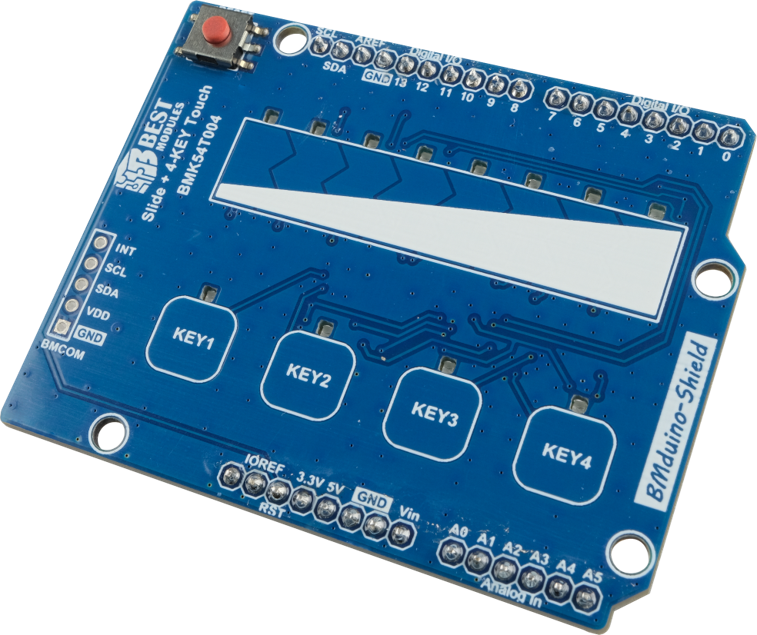 SCL
SDA
AREF
GND
13
12
11
10
9
8
Digital I/O
7
6
5
4
3
2
1
0
Digital I/O
BEST
MODULES
Slide + 4-KEY Touch
BMK54T004
INT
SCL
SDA
VDD
GND
BMCOM
KEY1
KEY2
KEY3
KEY4
BMduino-Shield
IOREF
RST
3.3V
5V
GND
Vin
A0
A1
A2
A3
A4
A5
Analog In